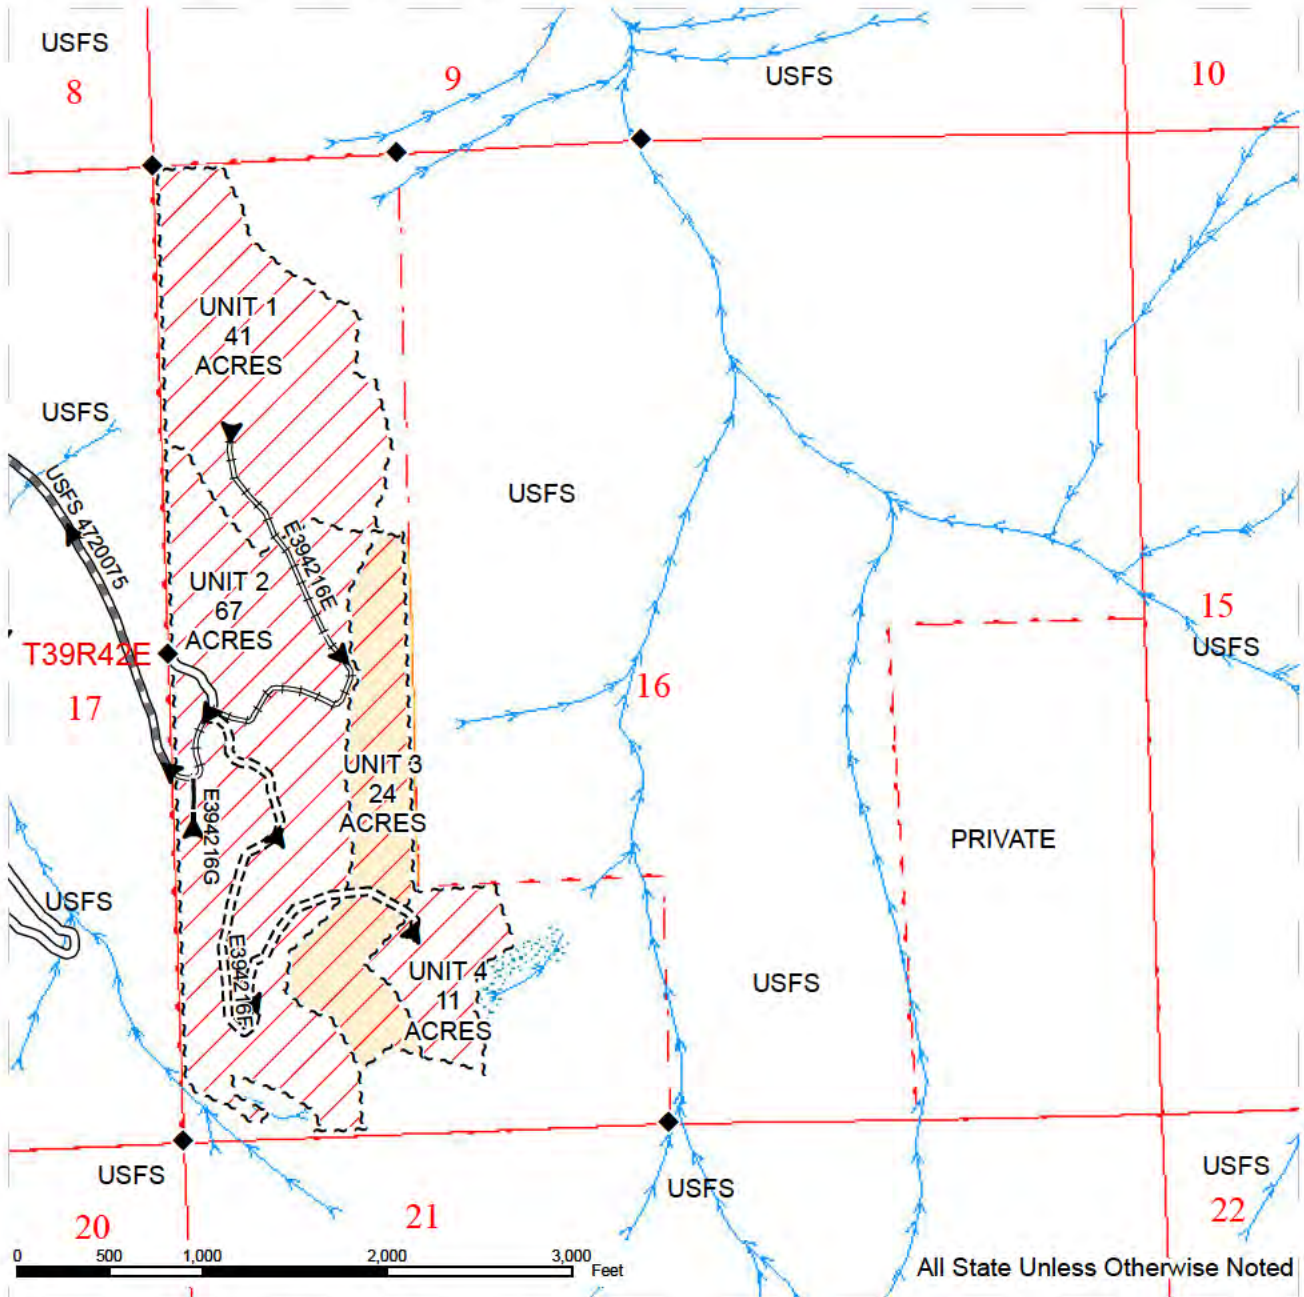 USFS
8
9
USFS
10
UNIT 1
41
ACRES
USFS
USFS 4720075
E394216E
USFS
UNIT 2
67
ACRES
T39R42E
17
16
15
USFS
UNIT 3
24
ACRES
E394216G
PRIVATE
USFS
E394216F
UNIT 4
11
ACRES
USFS
USFS
20
21
USFS
USFS
22
0 500 1,000 2,000 3,000
Feet
All State Unless Otherwise Noted